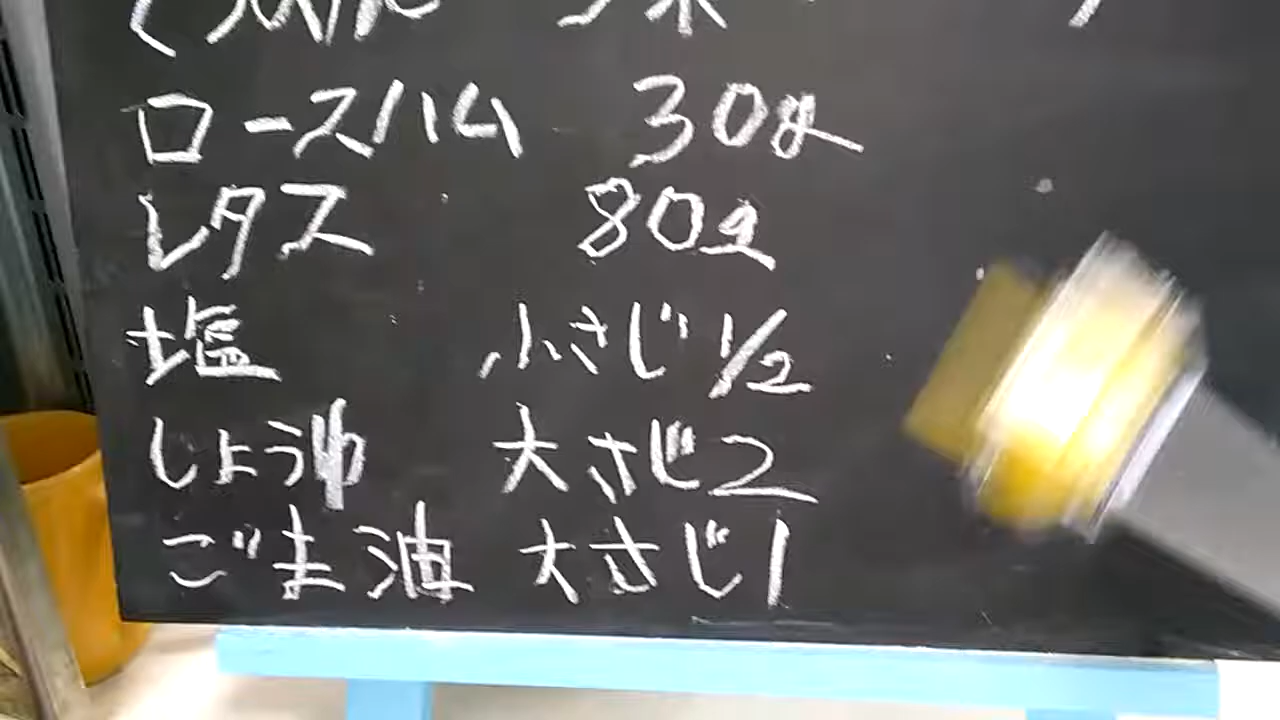 ロースハム 30g
レタス 80g
塩 小さじ1/2
しょうゆ 大さじ2
ごま油 大さじ1